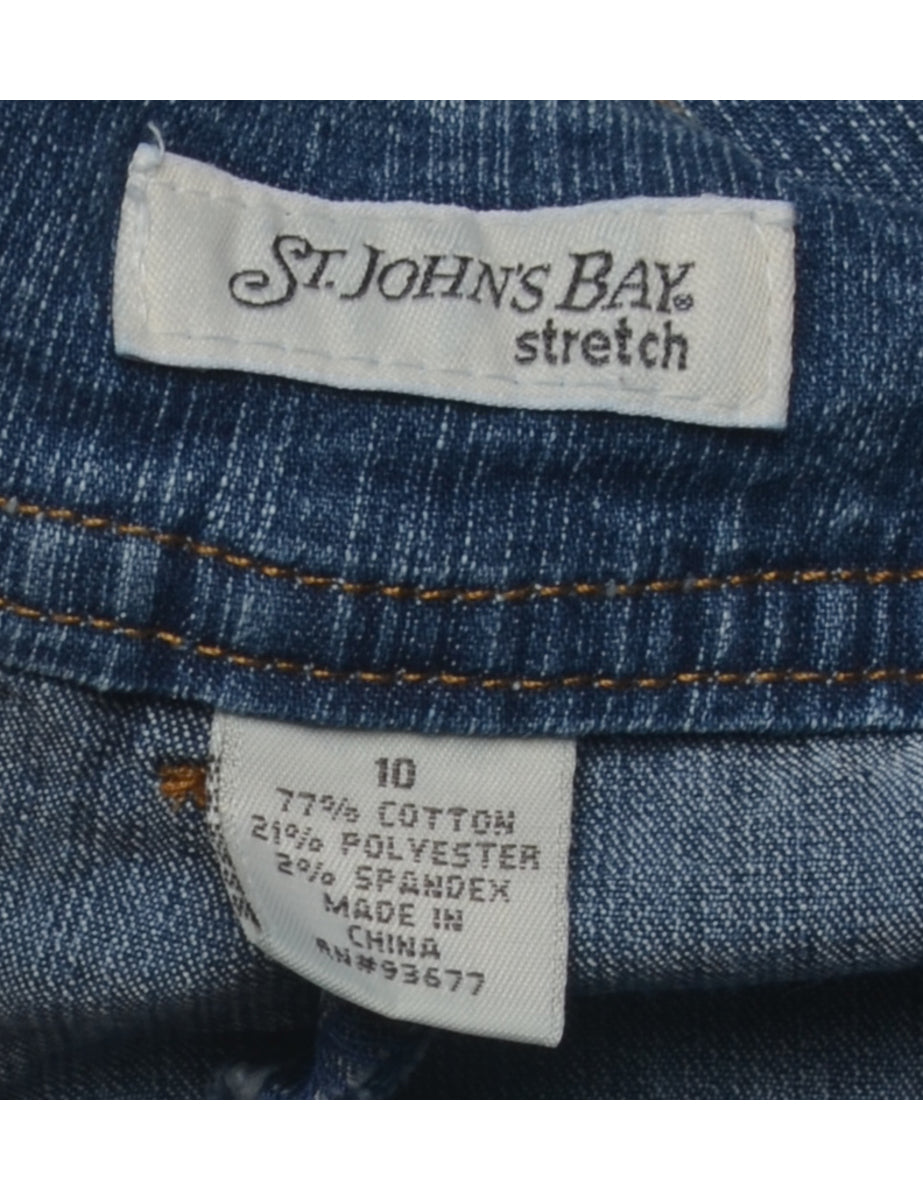 ST. JOHN'S BAY®
stretch
10
77% COTTON
21% POLYESTER
2% SPANDEX
MADE IN
CHINA
RN#93677